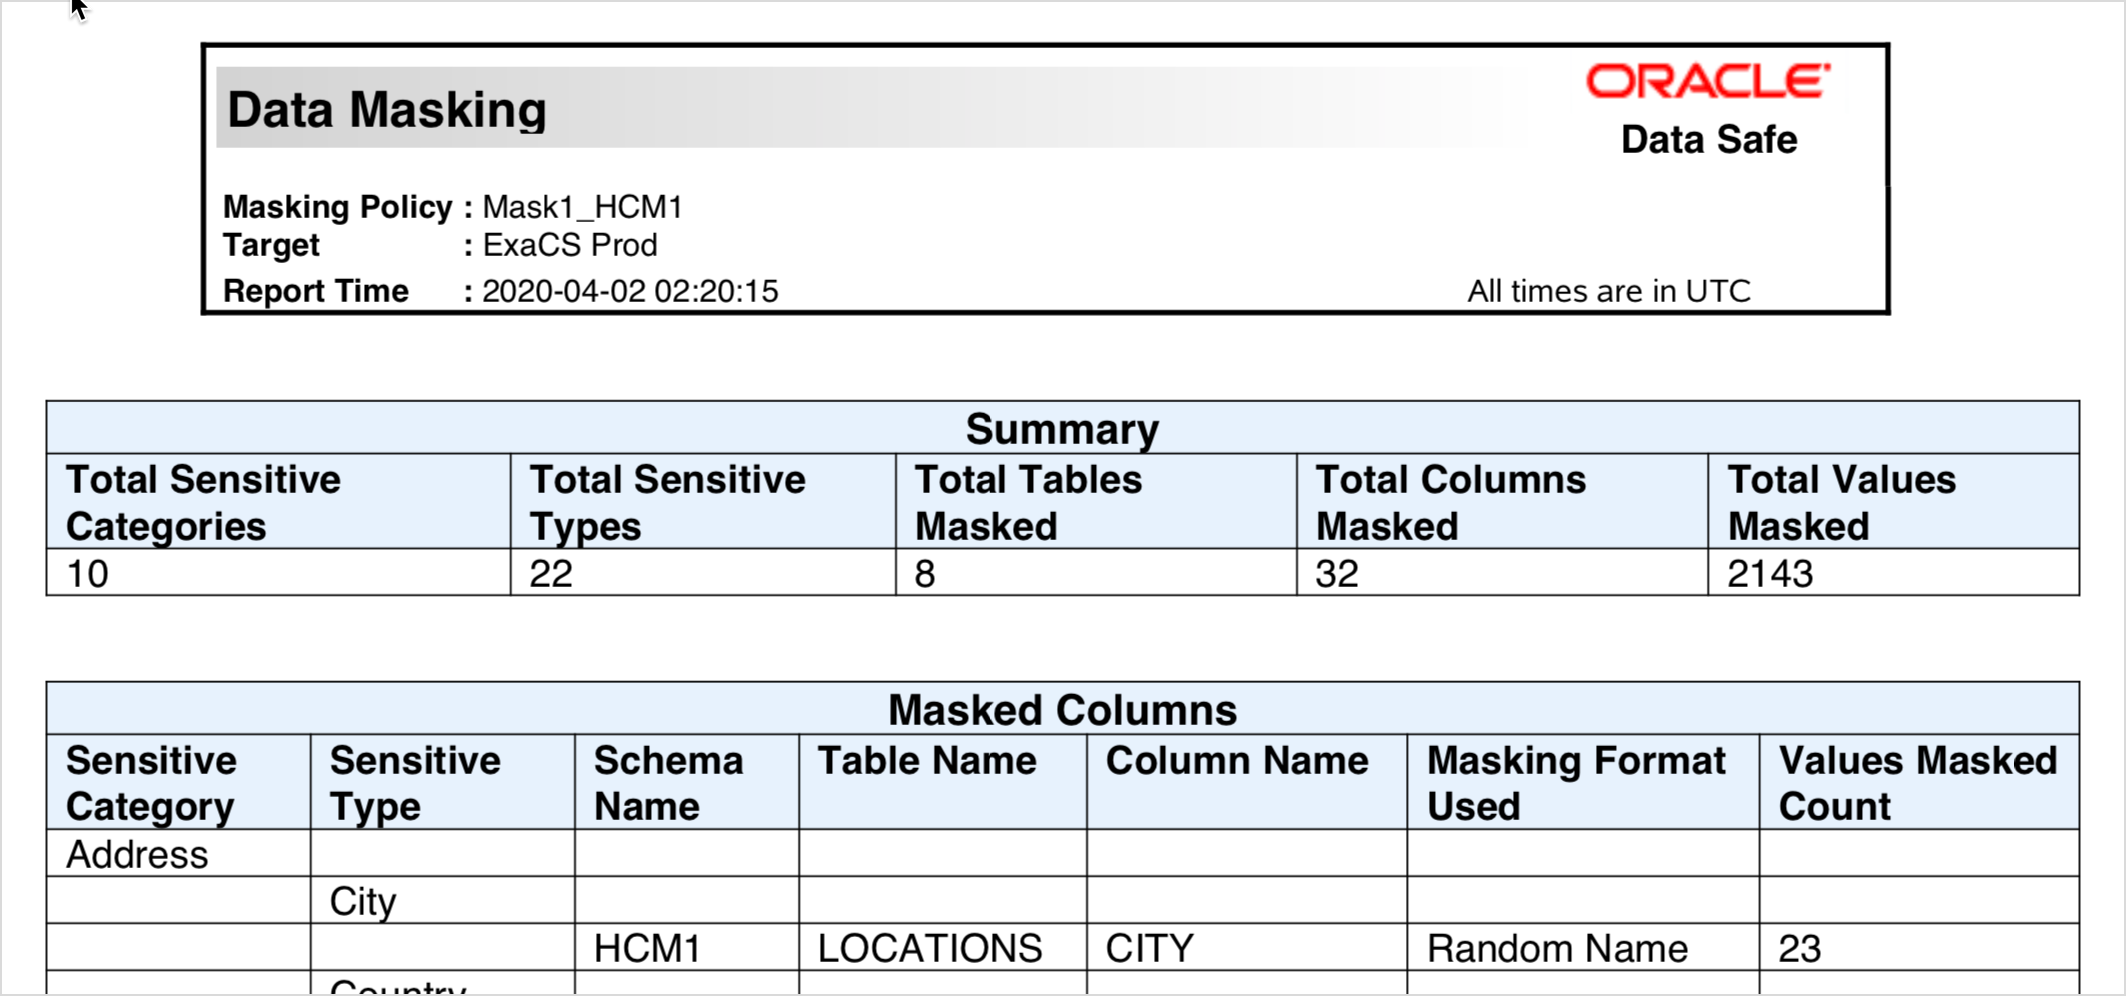 Data Masking
ORACLE
Data Safe
Masking Policy : Mask1_HCM1
Target : ExaCS Prod
Report Time : 2020-04-02 02:20:15 All times are in UTC
Summary
Total Sensitive Categories Total Sensitive Types Total Tables Masked Total Columns Masked Total Values Masked
10 22 8 32 2143
Masked Columns
Sensitive Category Sensitive Type Schema Name Table Name Column Name Masking Format Used Values Masked Count
Address
City
HCM1 LOCATIONS CITY Random Name 23
Country